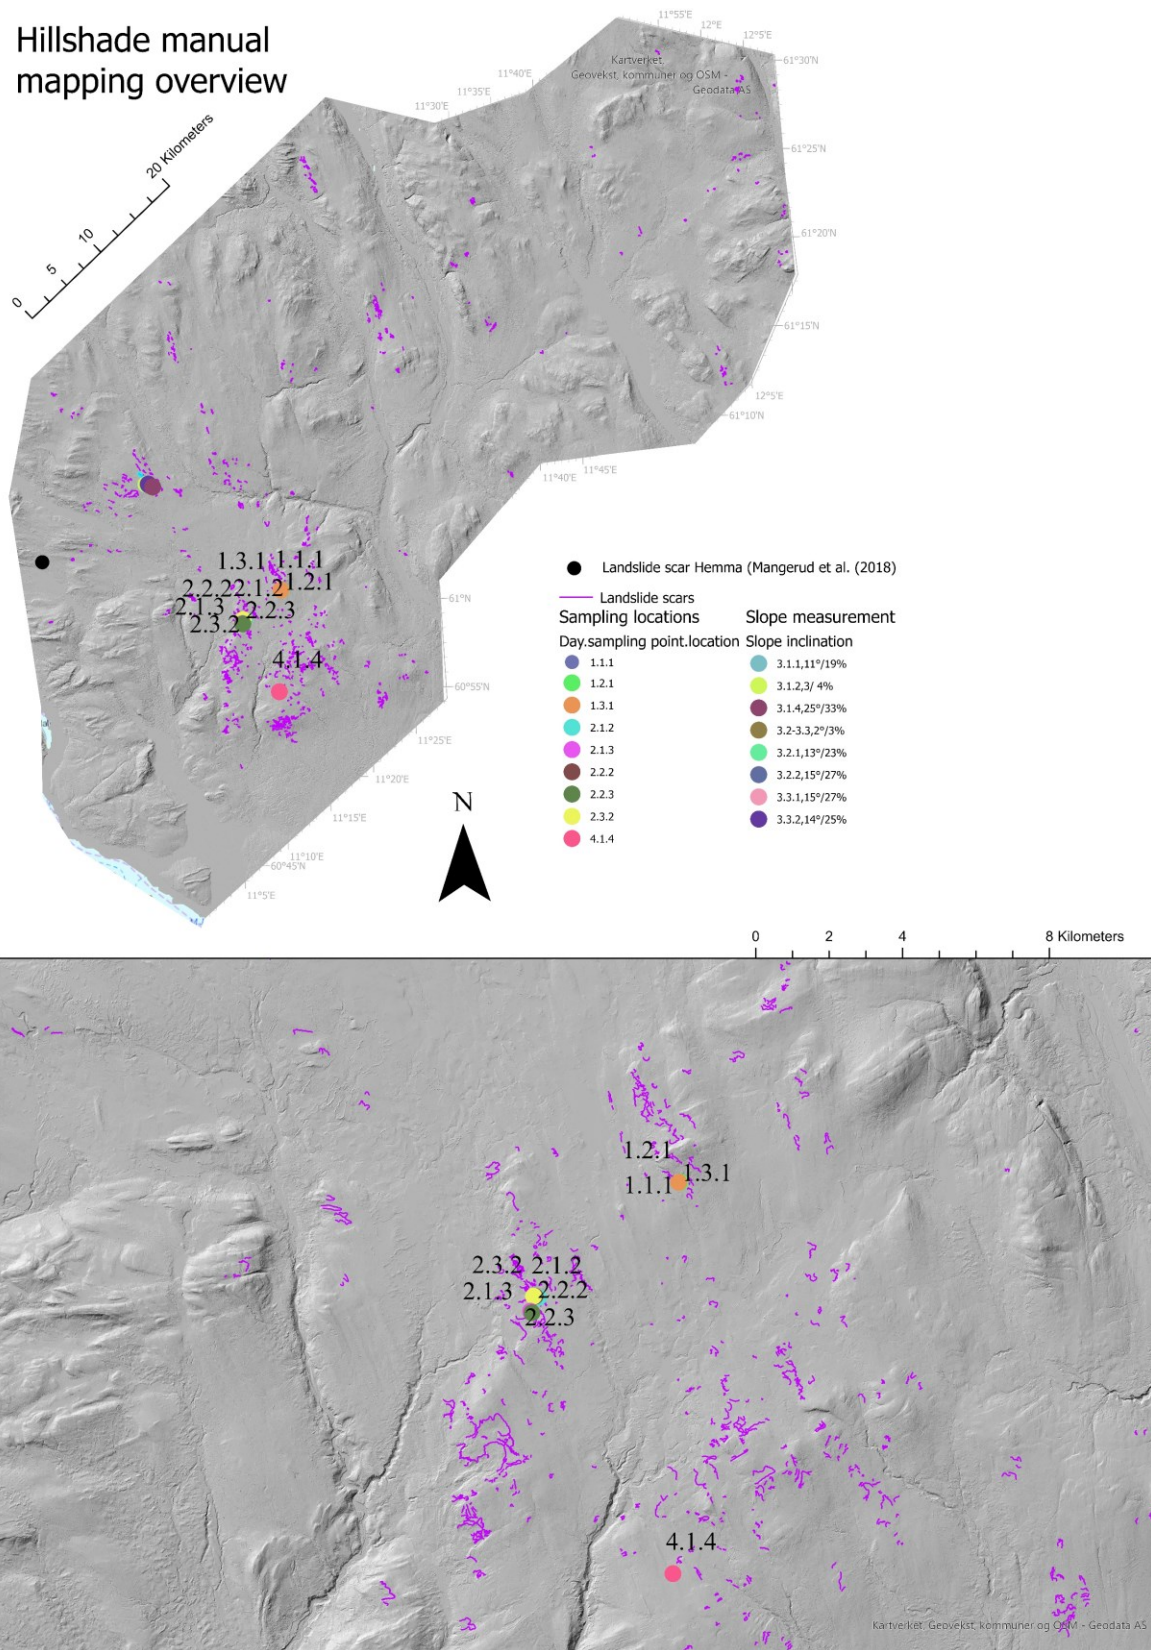 Hillshade manual
mapping overview
11°55'E
12°E
12°5'E
61°30'N
Kartverket,
Geovekst, kommuner og OSM -
Geodata AS
11°40'E
11°35'E
11°30'E
61°25'N
20 Kilometers
10
5
0
61°20'N
61°15'N
12°5'E
61°10'N
11°45'E
11°40'E
1.3.1
1.1.1
2.2.2
2.1.2
1.2.1
2.1.3
2.2.3
2.3.2
4.1.4
61°N
60°55'N
11°25'E
11°20'E
11°15'E
11°10'E
60°45'N
11°5'E
N
Landslide scar Hemma (Mangerud et al. (2018)
Landslide scars
Sampling locations
Day.sampling point.location
1.1.1
1.2.1
1.3.1
2.1.2
2.1.3
2.2.2
2.2.3
2.3.2
4.1.4
Slope measurement
Slope inclination
3.1.1,11°/19%
3.1.2,3/ 4%
3.1.4,25°/33%
3.2-3.3,2°/3%
3.2.1,13°/23%
3.2.2,15°/27%
3.3.1,15°/27%
3.3.2,14°/25%
0 2 4 8 Kilometers
1.2.1
1.3.1
1.1.1
2.3.2 2.1.2
2.1.3 2.2.2
2.2.3
4.1.4
Kartverket, Geovekst, kommuner og OSM - Geodata AS